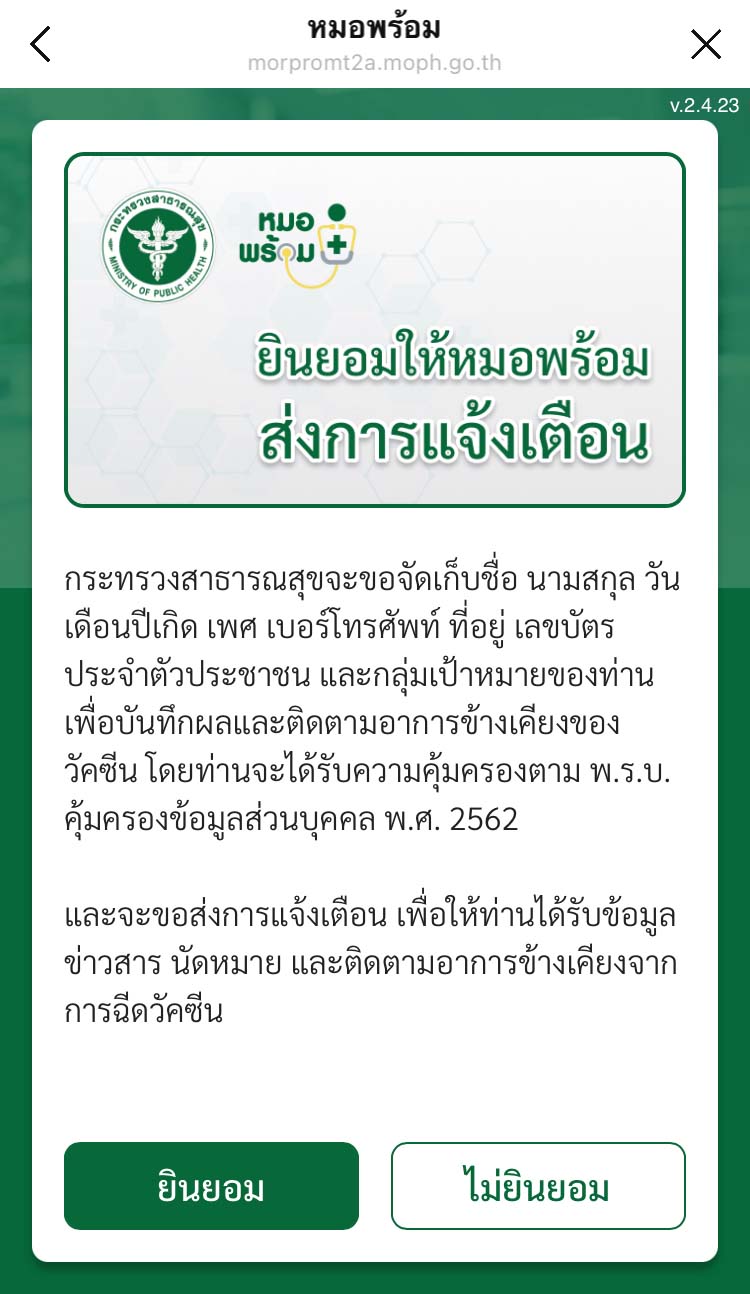 หมอพร้อม
morpromt2a.moph.go.th
v.2.4.23
กระทรวงสาธารณสุข
MINISTRY OF PUBLIC HEALTH
หมอ
พร้อม
ยินยอมให้หมอพร้อม
ส่งการแจ้งเตือน
กระทรวงสาธารณสุขจะขอจัดเก็บชื่อ นามสกุล วัน
เดือนปีเกิด เพศ เบอร์โทรศัพท์ ที่อยู่ เลขบัตร
ประจำตัวประชาชน และกลุ่มเป้าหมายของท่าน
เพื่อบันทึกผลและติดตามอาการข้างเคียงของ
วัคซีน โดยท่านจะได้รับความคุ้มครองตาม พ.ร.บ.
คุ้มครองข้อมูลส่วนบุคคล พ.ศ. 2562
และจะขอส่งการแจ้งเตือน เพื่อให้ท่านได้รับข้อมูล
ข่าวสาร นัดหมาย และติดตามอาการข้างเคียงจาก
การฉีดวัคซีน
ยินยอม
ไม่ยินยอม